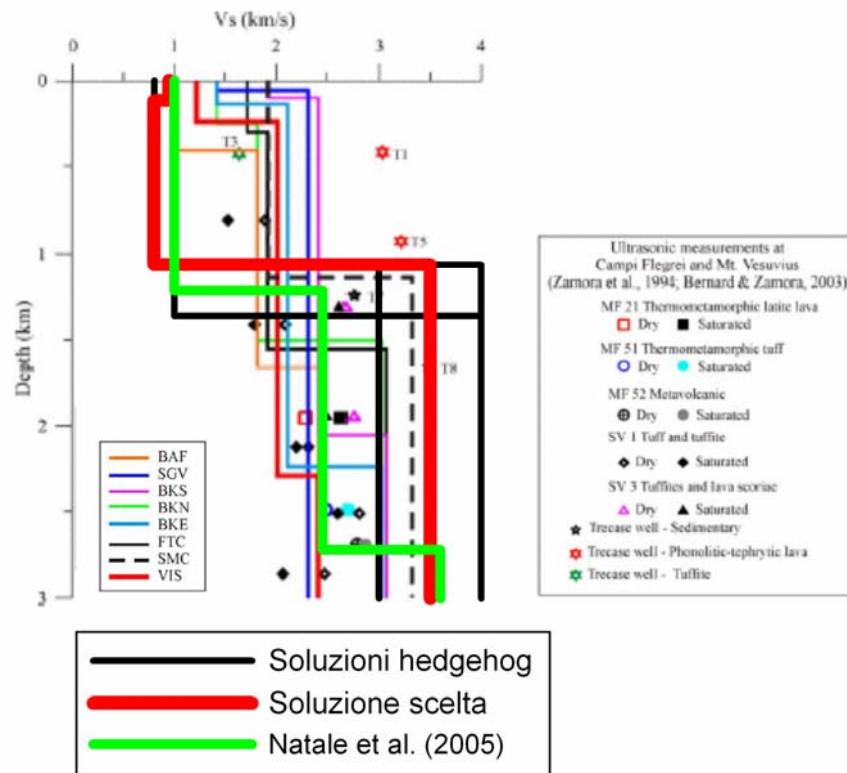 Vs (km/s)
0 1 2 3 4
0
1
2
3
Depth (km)
T3
T1
T5
T8
BAF
SGV
BKS
BKN
BKE
FTC
SMC
VIS
Ultrasonic measurements at
Campi Flegrei and Mt. Vesuvius
(Zamora et al., 1994; Bernard & Zamora, 2003)
MF 21 Thermometamorphic latite lava
Dry Saturated
MF 51 Thermometamorphic tuff
Dry Saturated
MF 52 Metavolcanic
Dry Saturated
SV 1 Tuff and tuffite
Dry Saturated
SV 3 Tuffites and lava scoriae
Dry Saturated
Trecase well - Sedimentary
Trecase well - Phonolitic-tephrytic lava
Trecase well - Tuffite
Soluzioni hedgehog
Soluzione scelta
Natale et al. (2005)